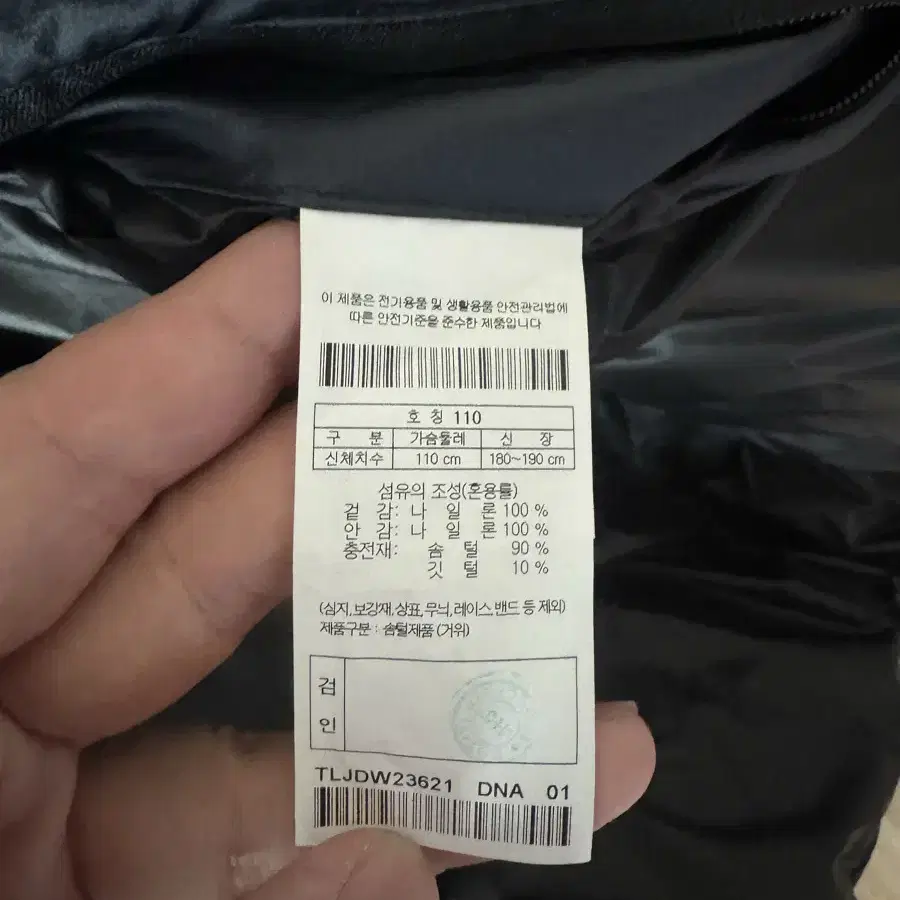 이 제품은 전기용품 및 생활용품 안전관리법에
따른 안전기준을 준수한 제품입니다
호 칭 110
구 분 가슴둘레 신 장
신체치수 110 cm 180~190 cm
섬유의 조성(혼용률)
겉 감: 나 일 론 100 %
안 감: 나 일 론 100 %
충전재: 솜 털 90 %
깃 털 10 %
(심지, 보강재, 상표, 무늬, 레이스, 밴드 등 제외)
제품구분 : 솜털제품 (거위)
검
인
TLJDW23621 DNA 01